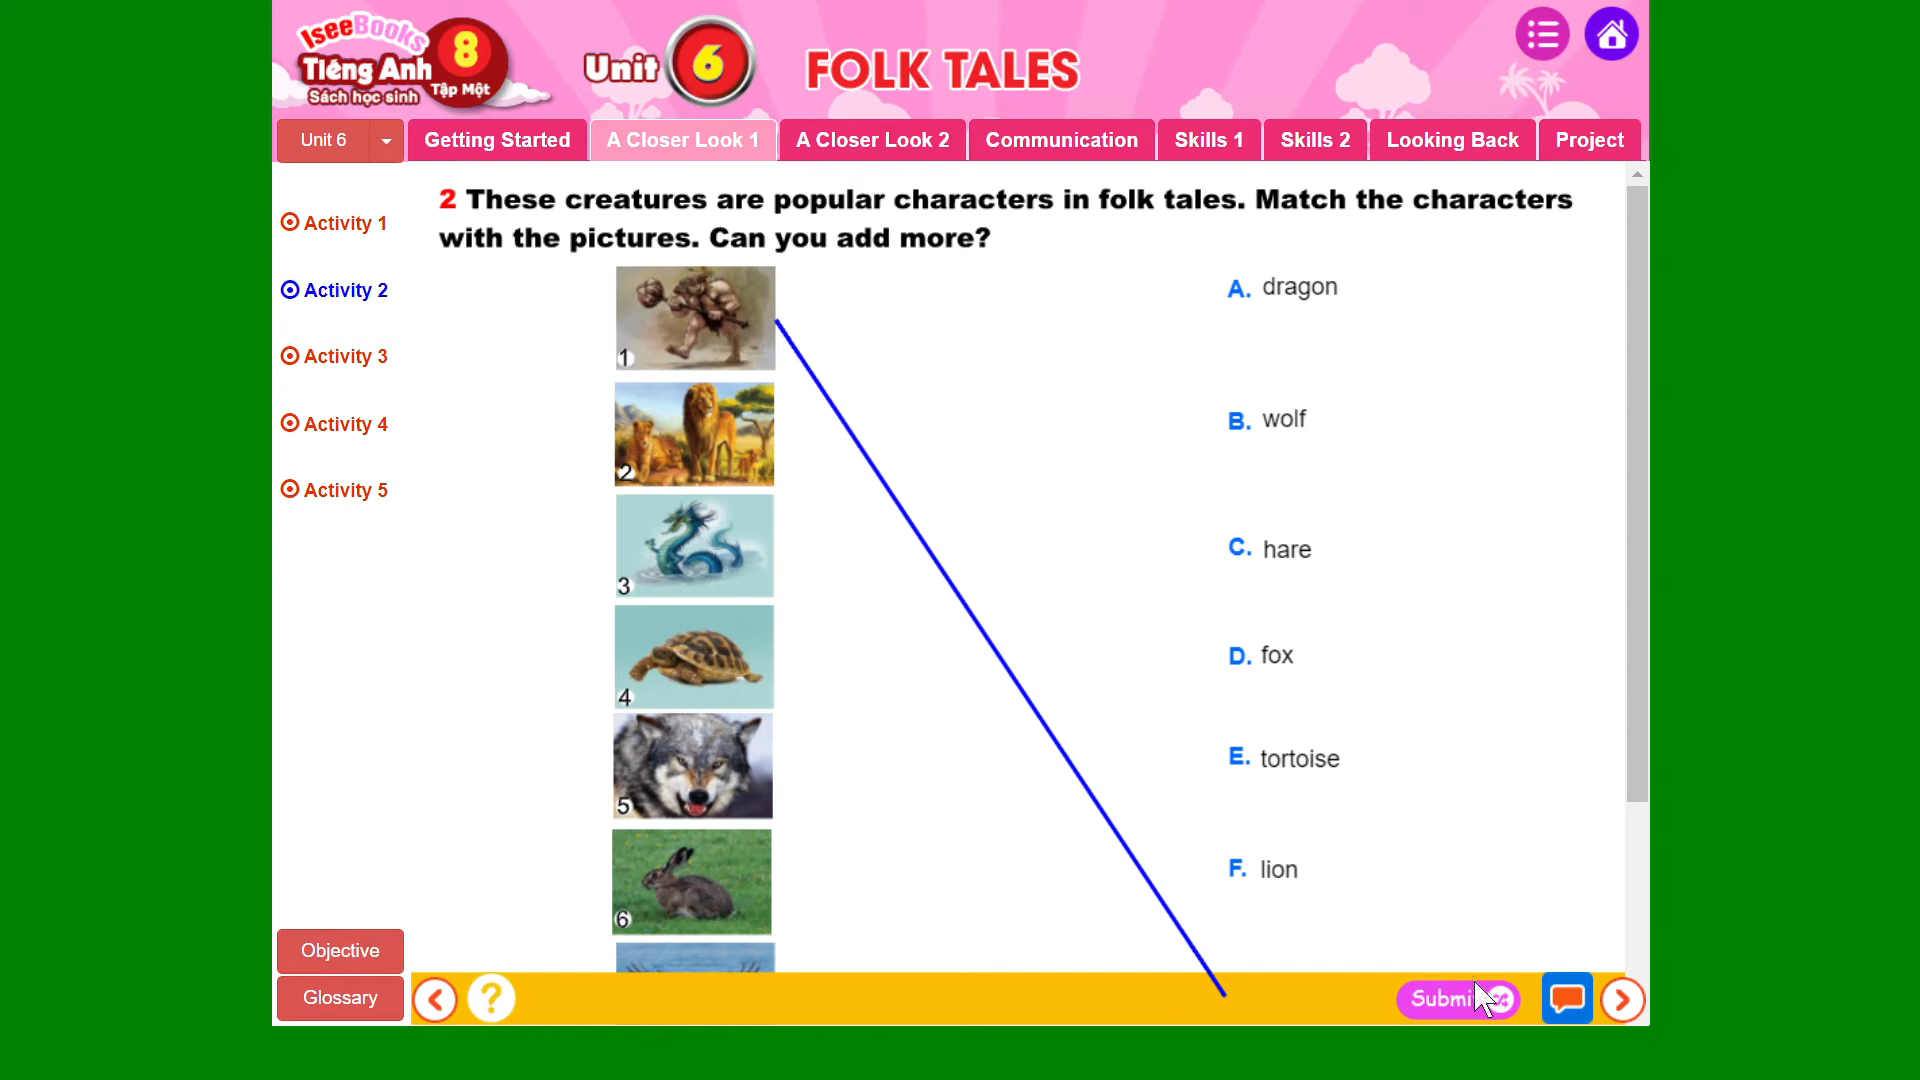 IseeBooks
Tiếng Anh 8
Sách học sinh Tập Một
Unit 6 FOLK TALES
Unit 6 Getting Started A Closer Look 1 A Closer Look 2 Communication Skills 1 Skills 2 Looking Back Project
2 These creatures are popular characters in folk tales. Match the characters
with the pictures. Can you add more?
Activity 1
Activity 2
Activity 3
Activity 4
Activity 5
1
2
3
4
5
6
A. dragon
B. wolf
C. hare
D. fox
E. tortoise
F. lion
Objective
Glossary
?